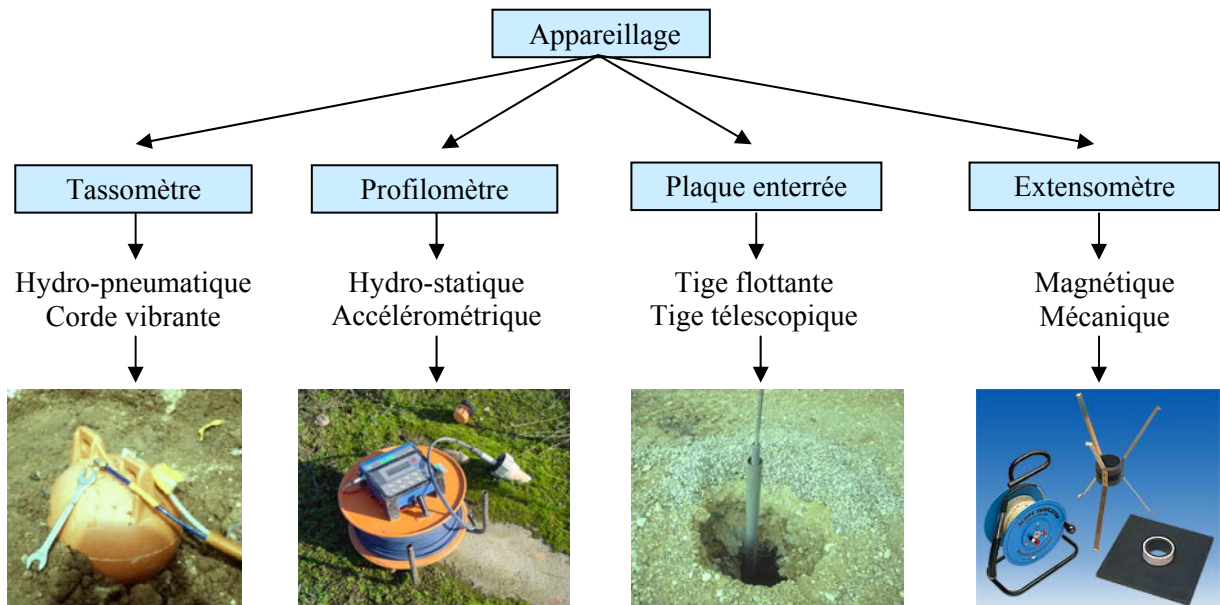 Appareillage
Tassomètre
Profilomètre
Plaque enterrée
Extensomètre
Hydro-pneumatique
Corde vibrante
Hydro-statique
Accélérométrique
Tige flottante
Tige télescopique
Magnétique
Mécanique